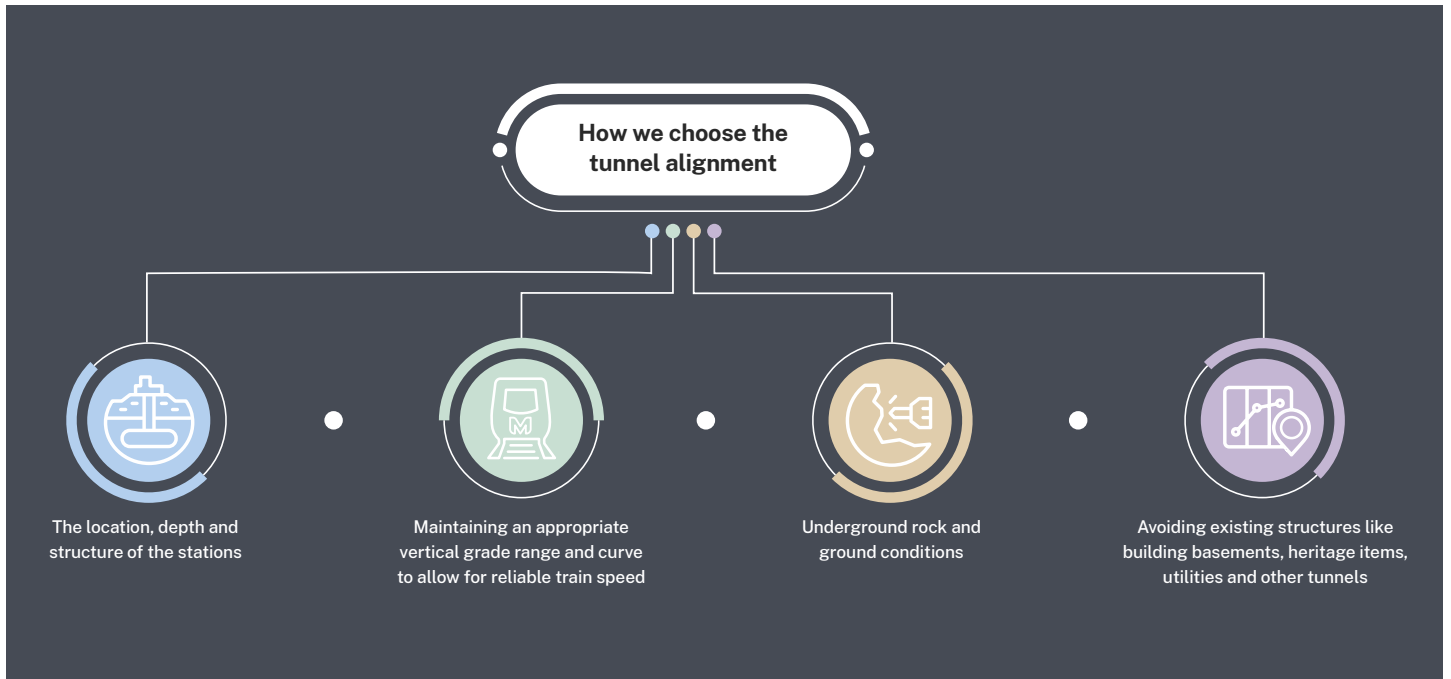 How we choose the
tunnel alignment
The location, depth and
structure of the stations
Maintaining an appropriate
vertical grade range and curve
to allow for reliable train speed
Underground rock and
ground conditions
Avoiding existing structures like
building basements, heritage items,
utilities and other tunnels